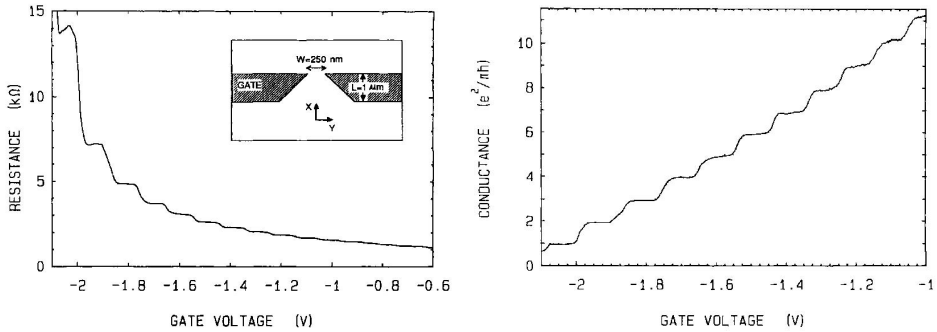 RESISTANCE (kΩ)
15
10
5
0
W=250 nm
GATE
L=1 μm
X
Y
-2 -1.8 -1.6 -1.4 -1.2 -1 -0.8 -0.6
GATE VOLTAGE (V)
CONDUCTANCE (e²/πħ)
10
8
6
4
2
0
-2 -1.8 -1.6 -1.4 -1.2 -1
GATE VOLTAGE (V)